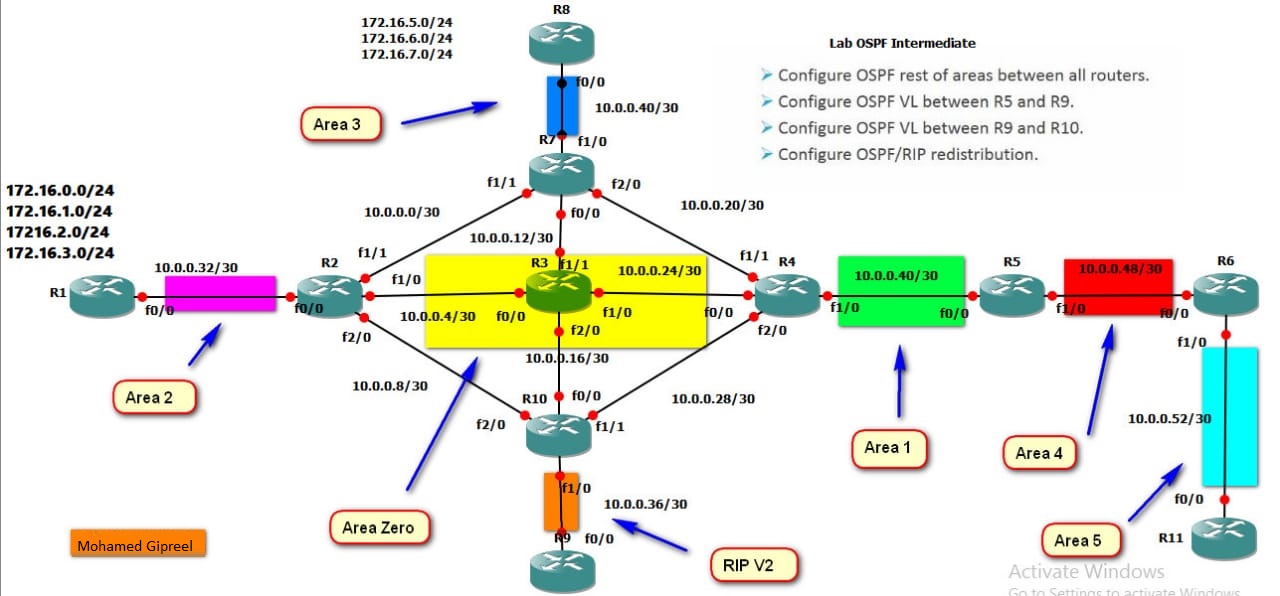 R8
172.16.5.0/24
172.16.6.0/24
172.16.7.0/24
Lab OSPF Intermediate
Configure OSPF rest of areas between all routers.
Configure OSPF VL between R5 and R9.
Configure OSPF VL between R9 and R10.
Configure OSPF/RIP redistribution.
f0/0
10.0.0.40/30
Area 3
R7
f1/0
f1/1
f2/0
172.16.0.0/24
172.16.1.0/24
17216.2.0/24
172.16.3.0/24
10.0.0.0/30
f0/0
10.0.0.20/30
10.0.0.12/30
10.0.0.32/30
R2
f1/1
f1/0
R3
f1/1
10.0.0.24/30
f1/1
R4
10.0.0.40/30
R5
10.0.0.48/30
R6
R1
f0/0
f0/0
10.0.0.4/30
f0/0
f1/0
f0/0
f1/0
f0/0
f1/0
f0/0
f2/0
f2/0
f2/0
f1/0
10.0.0.16/30
10.0.0.8/30
Area 2
R10
f0/0
10.0.0.28/30
10.0.0.52/30
f2/0
f1/1
Area 1
Area 4
f1/0
10.0.0.36/30
f0/0
Area Zero
R9
f0/0
Area 5
R11
Mohamed Gipreel
RIP V2
Activate Windows
Go to Settings to activate Windows.